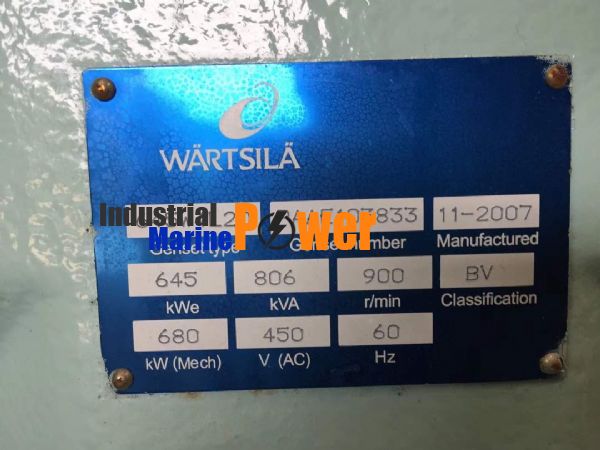 WÄRTSILÄ
11-2007
Industrial
Marine Power
Genset type Manufactured
645 806 900 BV
kWe kVA r/min Classification
680 450 60
kW (Mech) V (AC) Hz